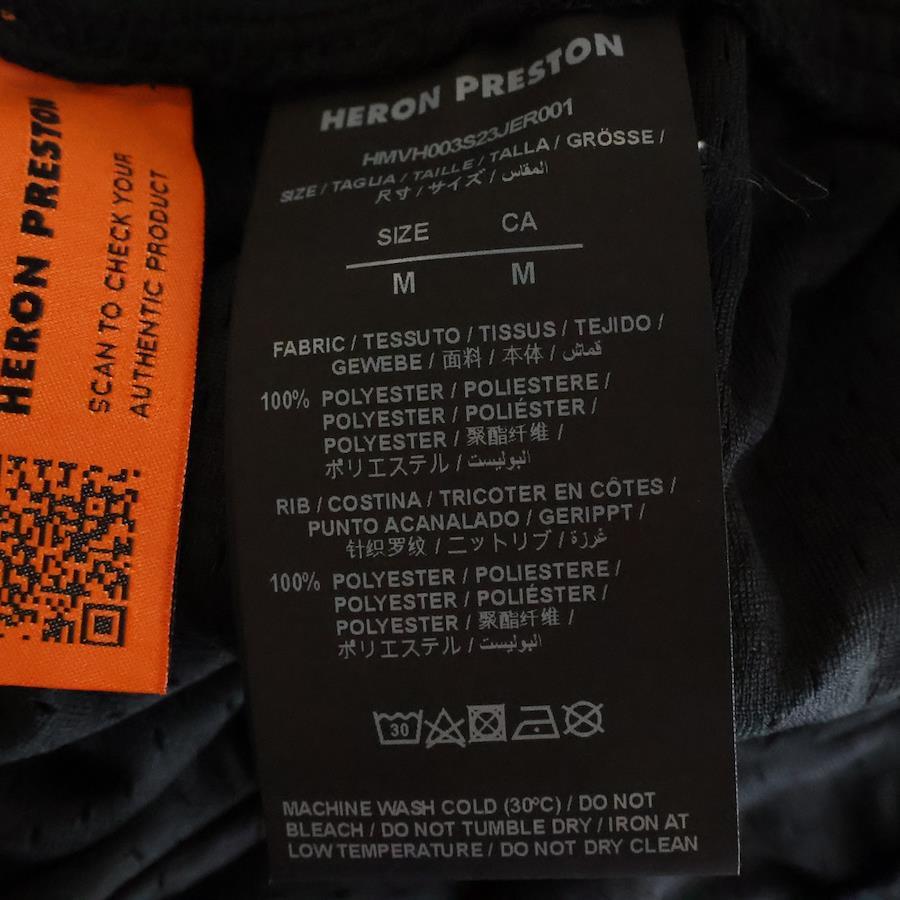 HERON PRESTON
SCAN TO CHECK YOUR
AUTHENTIC PRODUCT
HERON PRESTON
HMVH003S23JER001
SIZE / TAGLIA / TAILLE / TALLA / GRÖSSE /
尺寸 / サイズ / المقاس
SIZE CA
M M
FABRIC / TESSUTO / TISSUS / TEJIDO /
GEWEBE / 面料 / 本体 / قماش
100% POLYESTER / POLIESTERE /
POLYESTER / POLIÉSTER /
POLYESTER / 聚酯纤维 /
ポリエステル / البوليست
RIB / COSTINA / TRICOTER EN CÔTES /
PUNTO ACANALADO / GERIPPT /
针织罗纹 / ニットリブ / غرزة
100% POLYESTER / POLIESTERE /
POLYESTER / POLIÉSTER /
POLYESTER / 聚酯纤维 /
ポリエステル / البوليست
30
MACHINE WASH COLD (30ºC) / DO NOT
BLEACH / DO NOT TUMBLE DRY / IRON AT
LOW TEMPERATURE / DO NOT DRY CLEAN